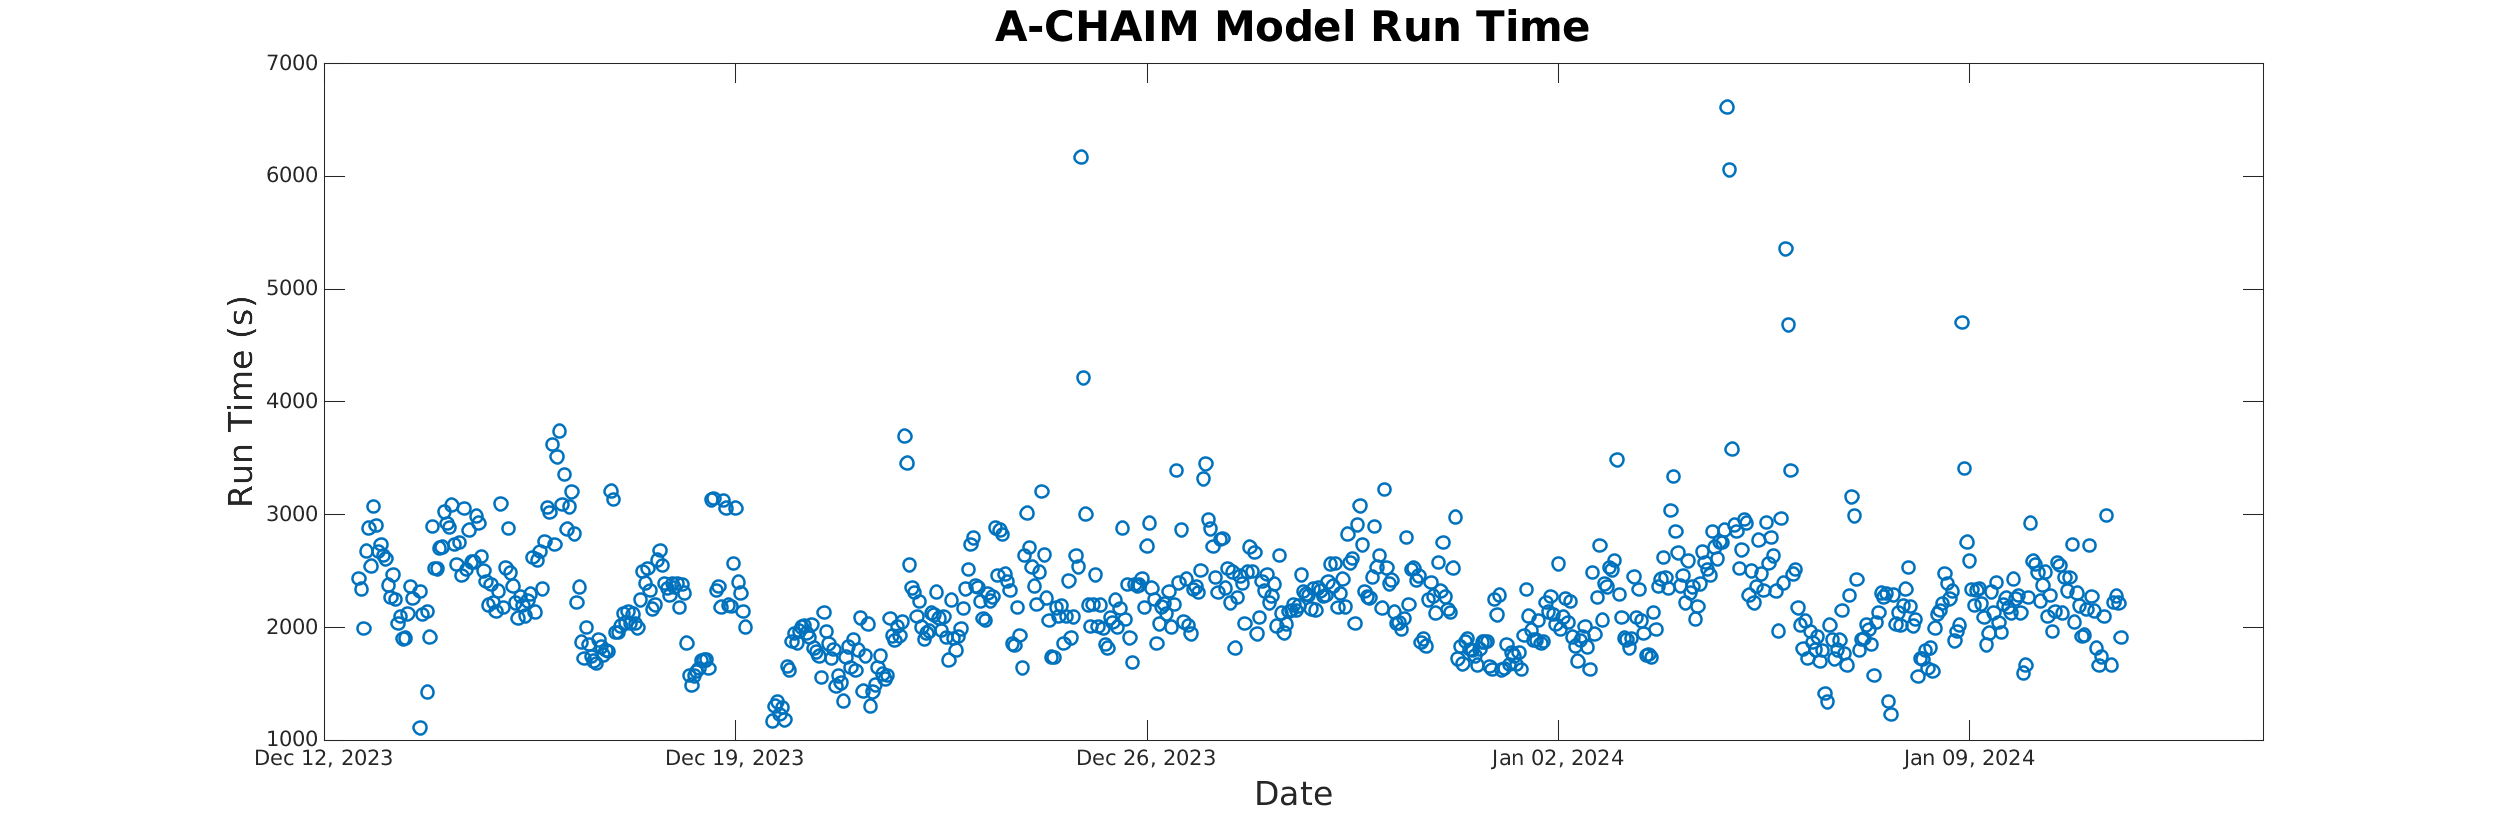 A-CHAIM Model Run Time
7000
6000
5000
4000
3000
2000
1000
Run Time (s)
Dec 12, 2023
Dec 19, 2023
Dec 26, 2023
Jan 02, 2024
Jan 09, 2024
Date